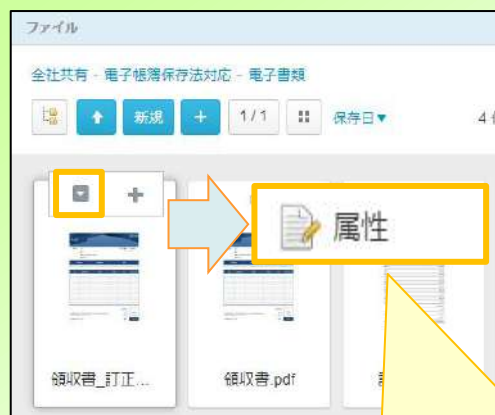 ファイル
全社共有 - 電子帳簿保存法対応 - 電子書類
新規 + 1/1 保存日▼ 4
+
属性
領収書_訂正... 領収書.pdf